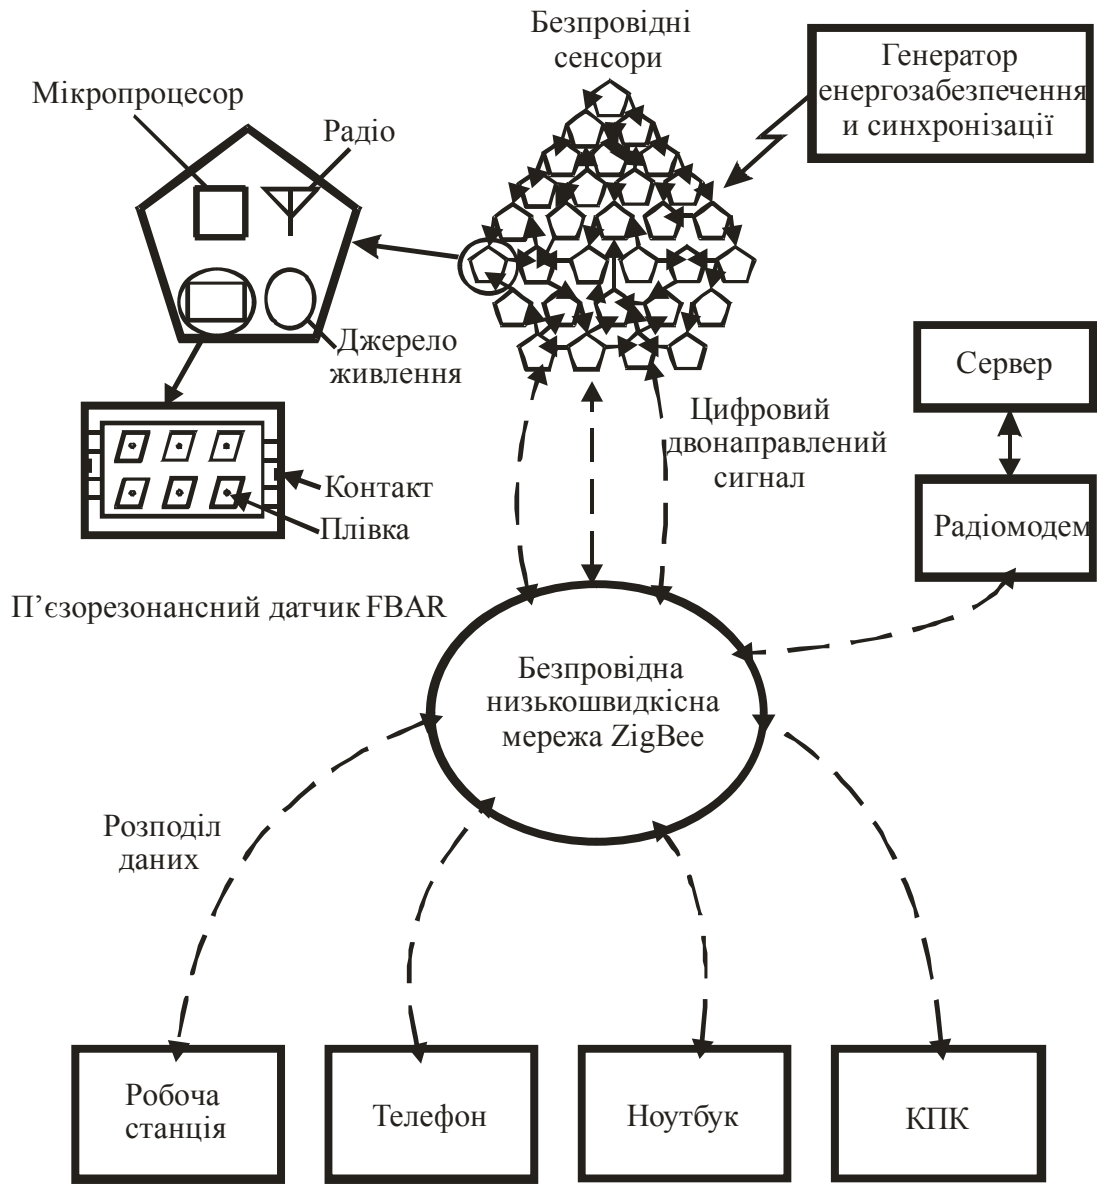 Безпровідні
сенсори
Генератор
енергозабезпечення
и синхронізації
Мікропроцесор
Радіо
Джерело
живлення
Сервер
Цифровий
двонаправлений
сигнал
Контакт
Плівка
Радіомодем
П’єзорезонансний датчик FBAR
Безпровідна
низькошвидкісна
мережа ZigBee
Розподіл
даних
Робоча
станція
Телефон
Ноутбук
КПК